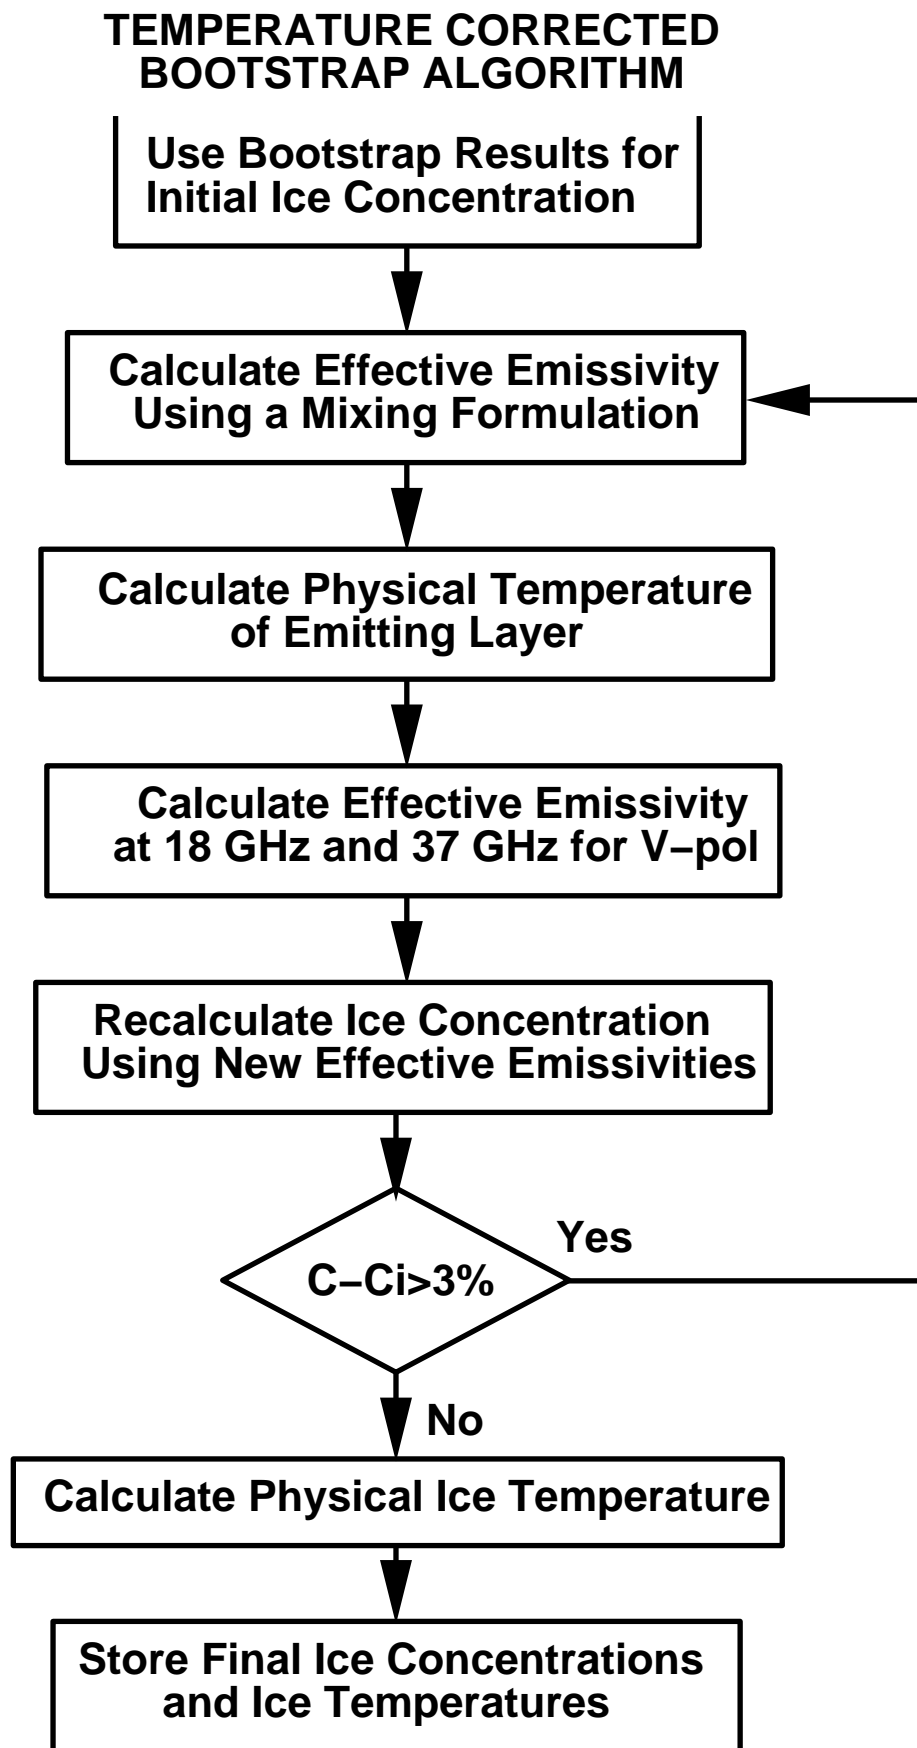 TEMPERATURE CORRECTED
BOOTSTRAP ALGORITHM
Use Bootstrap Results for
Initial Ice Concentration
Calculate Effective Emissivity
Using a Mixing Formulation
Calculate Physical Temperature
of Emitting Layer
Calculate Effective Emissivity
at 18 GHz and 37 GHz for V−pol
Recalculate Ice Concentration
Using New Effective Emissivities
Yes
C−Ci>3%
No
Calculate Physical Ice Temperature
Store Final Ice Concentrations
and Ice Temperatures